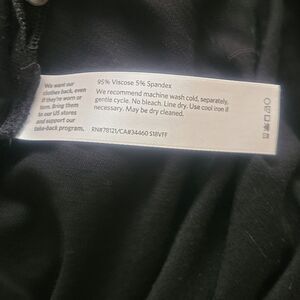 We want our
clothes back, even
if they're worn or
torn. Bring them
to our US stores
and support our
take-back program.
95% Viscose 5% Spandex
We recommend machine wash cold, separately,
gentle cycle. No bleach. Line dry. Use cool iron if
necessary. May be dry cleaned.
RN#78121/CA#34460 S18VFF